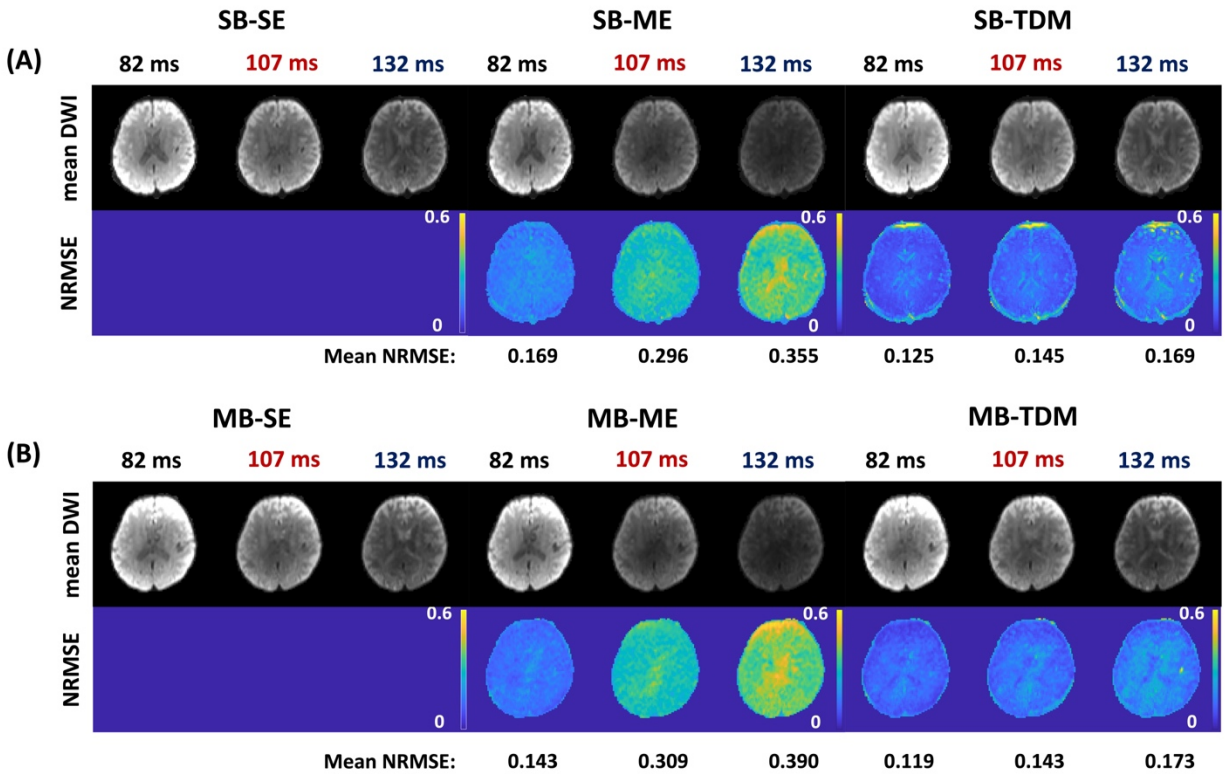 SB-SE SB-ME SB-TDM
(A) 82 ms 107 ms 132 ms 82 ms 107 ms 132 ms 82 ms 107 ms 132 ms
mean DWI
NRMSE 0.6 0.6 0.6
0 0 0
Mean NRMSE: 0.169 0.296 0.355 0.125 0.145 0.169
MB-SE MB-ME MB-TDM
(B) 82 ms 107 ms 132 ms 82 ms 107 ms 132 ms 82 ms 107 ms 132 ms
mean DWI
NRMSE 0.6 0.6 0.6
0 0 0
Mean NRMSE: 0.143 0.309 0.390 0.119 0.143 0.173